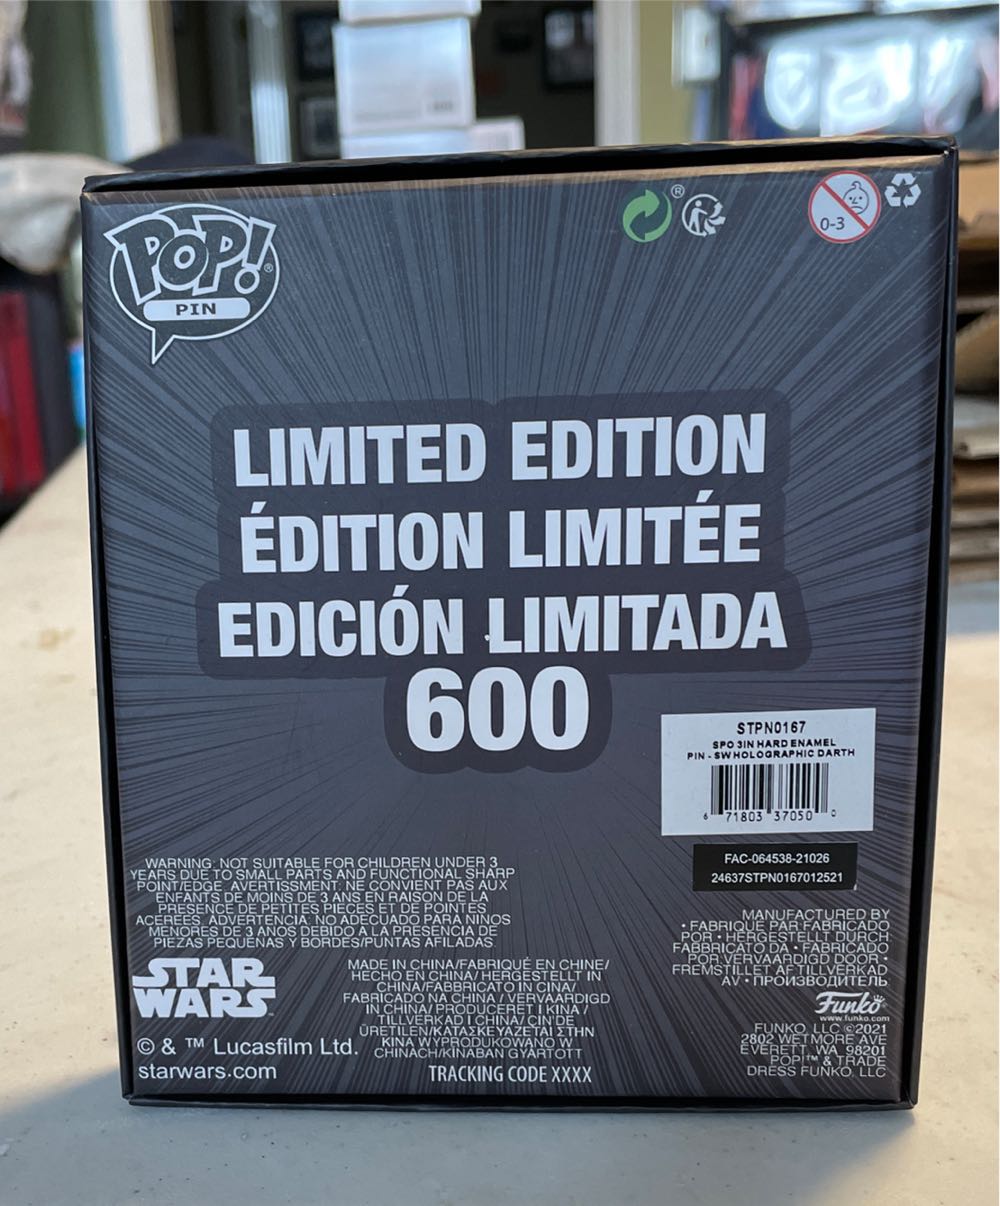 POP!®
PIN
®
0-3
LIMITED EDITION
ÉDITION LIMITÉE
EDICIÓN LIMITADA
600
STPN0167
SPO 3IN HARD ENAMEL
PIN - SW HOLOGRAPHIC DARTH
6 71803 37050 0
FAC-064538-21026
24637STPN0167012521
WARNING: NOT SUITABLE FOR CHILDREN UNDER 3
YEARS DUE TO SMALL PARTS AND FUNCTIONAL SHARP
POINT/EDGE. AVERTISSMENT: NE CONVIENT PAS AUX
ENFANTS DE MOINS DE 3 ANS EN RAISON DE LA
PRESENCE DE PETITES PIECES ET DE POINTES
ACEREES. ADVERTENCIA: NO ADECUADO PARA NINOS
MENORES DE 3 ANOS DEBIDO A LA PRESENCIA DE
PIEZAS PEQUENAS Y BORDES/PUNTAS AFILADAS.
STAR
WARS
© & ™ Lucasfilm Ltd.
starwars.com
MADE IN CHINA/FABRIQUÉ EN CHINE/
HECHO EN CHINA/ HERGESTELLT IN
CHINA/FABBRICATO IN CINA/
FABRICADO NA CHINA / VERVAARDIGD
IN CHINA/ PRODUCERET I KINA /
TILLVERKAD I CHINA/ ÇIN'DE
ÜRETILEN/ΚΑΤΑΣΚΕΥΑΖΕΤΑΙ ΣΤΗΝ
ΚΙΝΑ WYPRODUKOWANO W
CHINACH/KÍNÁBAN GYÁRTOTT
TRACKING CODE XXXX
MANUFACTURED BY
• FABRIQUÉ PAR FABRICADO
POR • HERGESTELLT DURCH
FABBRICATO DA • FABRICADO
POR VERVAARDIGD DOOR •
FREMSTILLET AF TILLVERKAD
AV • ПРОИЗВОДИТЕЛЬ
Funko
www.funko.com
FUNKO, LLC ©2021
2802 WETMORE AVE
EVERETT, WA, 98201
POP!™ & TRADE
DRESS FUNKO, LLC